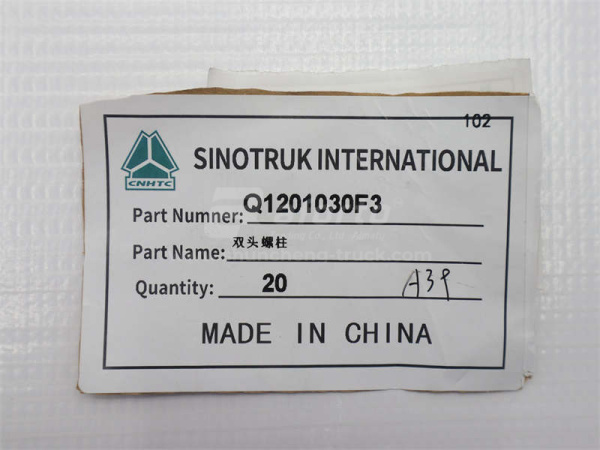 102
SINOTRUK INTERNATIONAL
CNHTC
Part Numner: Q1201030F3
Part Name: 双头螺柱
Quantity: 20 A39
MADE IN CHINA